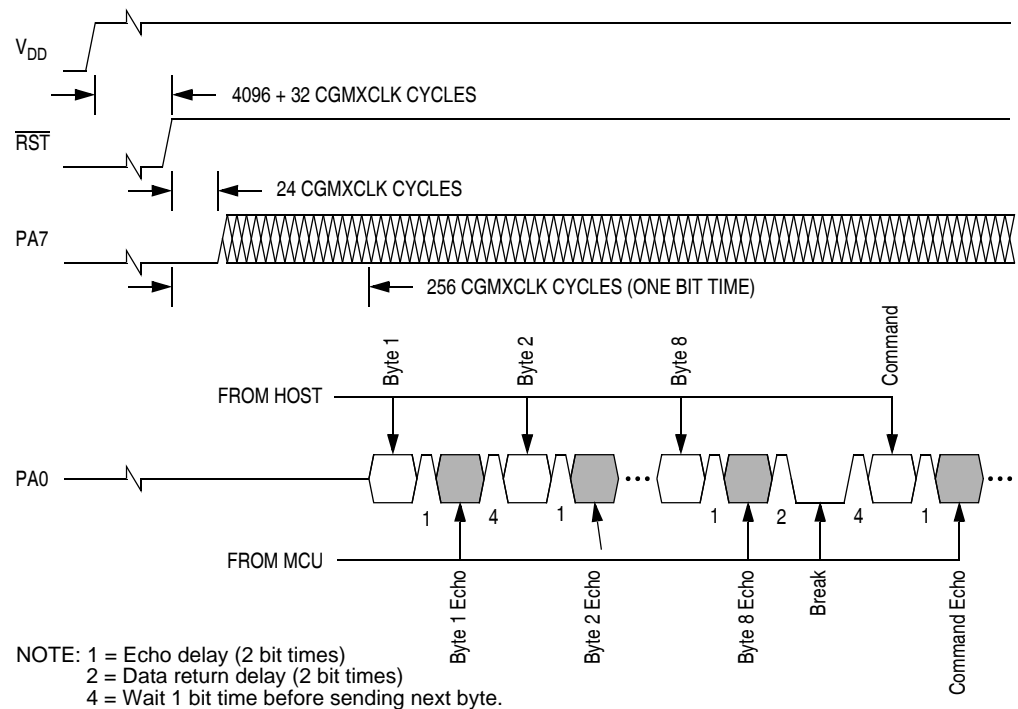 VDD
4096 + 32 CGMXCLK CYCLES
RST
24 CGMXCLK CYCLES
PA7
256 CGMXCLK CYCLES (ONE BIT TIME)
Byte 1
Byte 2
Byte 8
Command
FROM HOST
PA0
1
4
1
1
2
4
1
FROM MCU
Byte 1 Echo
Byte 2 Echo
Byte 8 Echo
Break
Command Echo
NOTE: 1 = Echo delay (2 bit times)
2 = Data return delay (2 bit times)
4 = Wait 1 bit time before sending next byte.